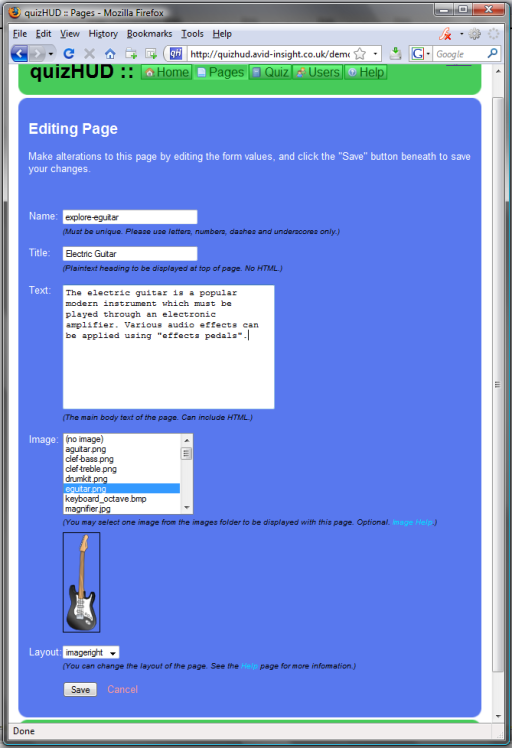 quizHUD :: Pages - Mozilla Firefox
File Edit View History Bookmarks Tools Help
http://quizhud.avid-insight.co.uk/demo
Google
quizHUD :: Home Pages Quiz Users Help
Editing Page
Make alterations to this page by editing the form values, and click the "Save" button beneath to save
your changes.
Name: explore-eguitar
(Must be unique. Please use letters, numbers, dashes and underscores only.)
Title: Electric Guitar
(Plaintext heading to be displayed at top of page. No HTML.)
Text: The electric guitar is a popular
modern instrument which must be
played through an electronic
amplifier. Various audio effects can
be applied using "effects pedals".
(The main body text of the page. Can include HTML.)
Image: (no image)
aguitar.png
clef-bass.png
clef-treble.png
drumkit.png
eguitar.png
keyboard_octave.bmp
magnifier.jpg
(You may select one image from the images folder to be displayed with this page. Optional. Image Help.)
Layout: imageright
(You can change the layout of the page. See the Help page for more infomation.)
Save Cancel
Done